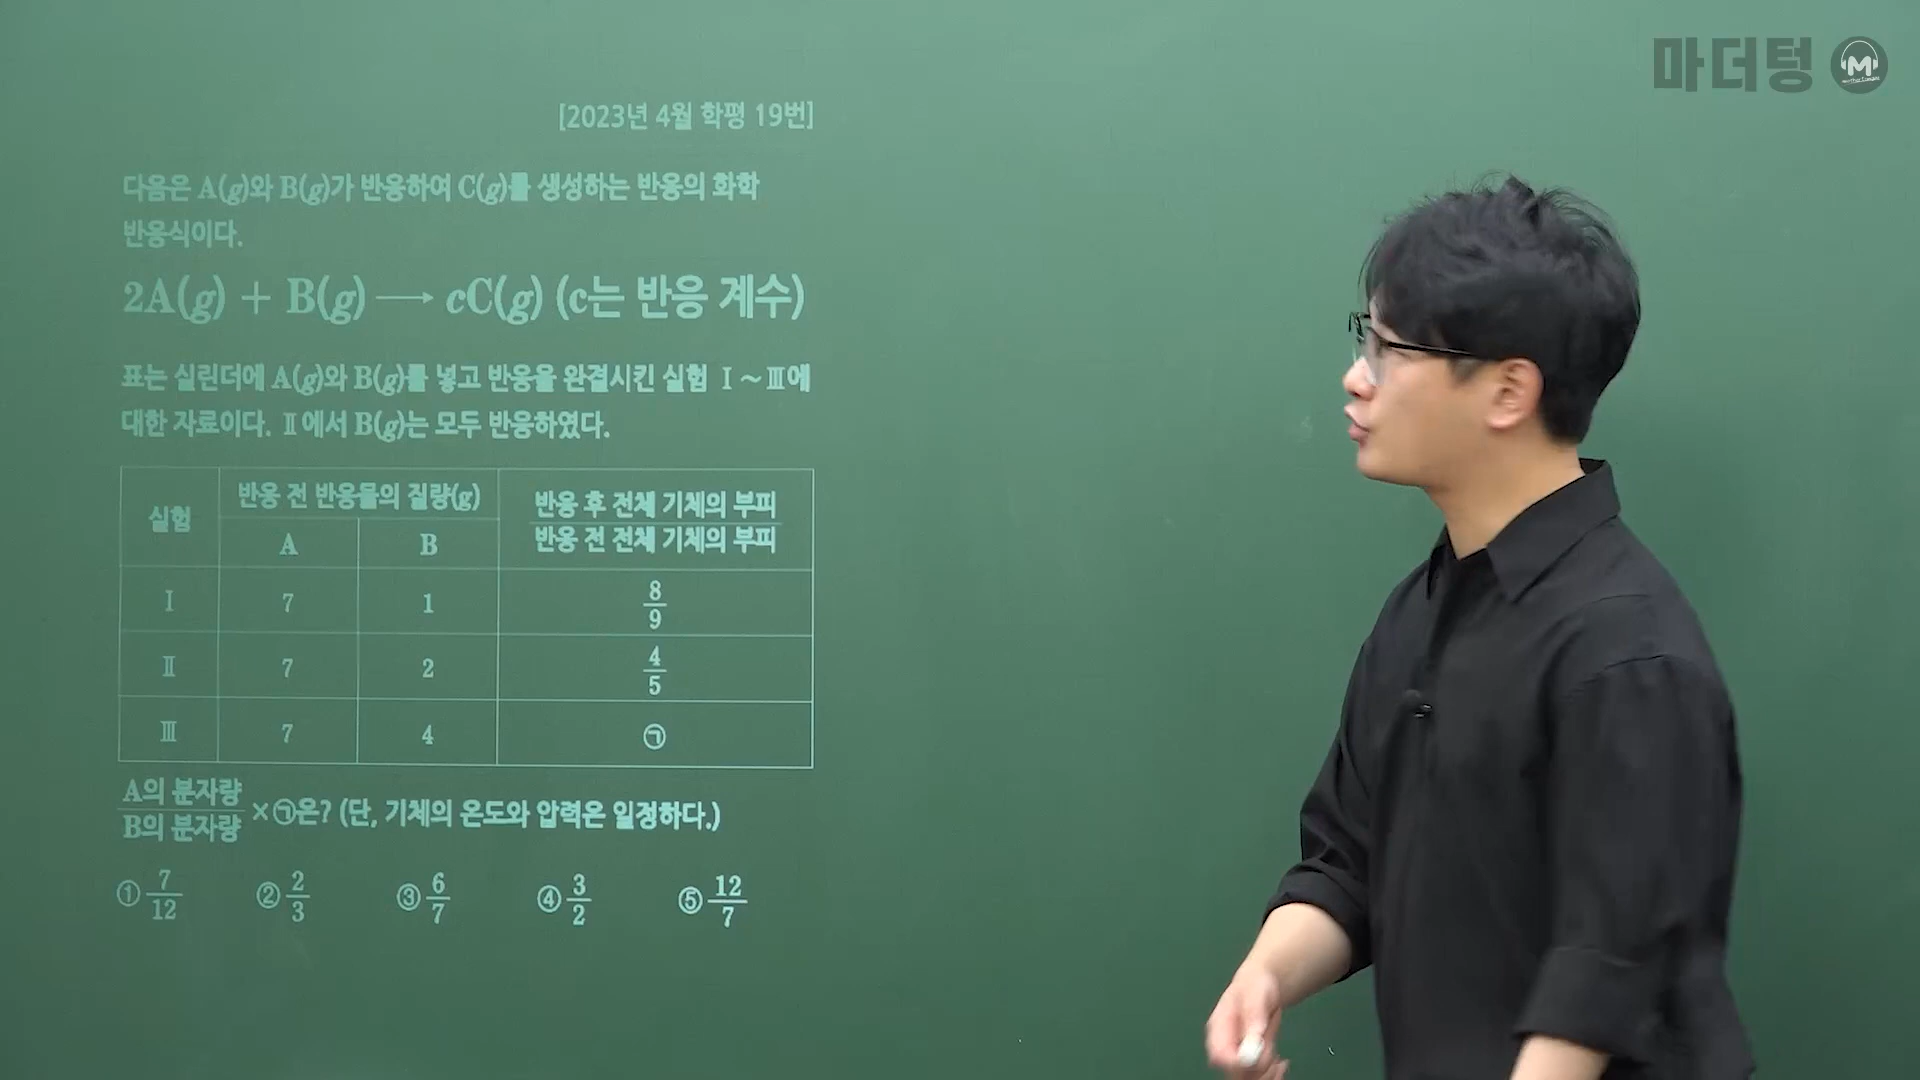 마더텅 M
[2023년 4월 학평 19번]
다음은 A(g)와 B(g)가 반응하여 C(g)를 생성하는 반응의 화학
반응식이다.
2A(g) + B(g) ⟶ cC(g) (c는 반응 계수)
표는 실린더에 A(g)와 B(g)를 넣고 반응을 완결시킨 실험 Ⅰ~Ⅲ에
대한 자료이다. Ⅱ에서 B(g)는 모두 반응하였다.
실험 반응 전 반응물의 질량(g) 반응 후 전체 기체의 부피/반응 전 전체 기체의 부피
A B
Ⅰ 7 1 8/9
Ⅱ 7 2 4/5
Ⅲ 7 4 ㉠
A의 분자량/B의 분자량 ×㉠은? (단, 기체의 온도와 압력은 일정하다.)
① 7/12 ② 2/3 ③ 6/7 ④ 3/2 ⑤ 12/7